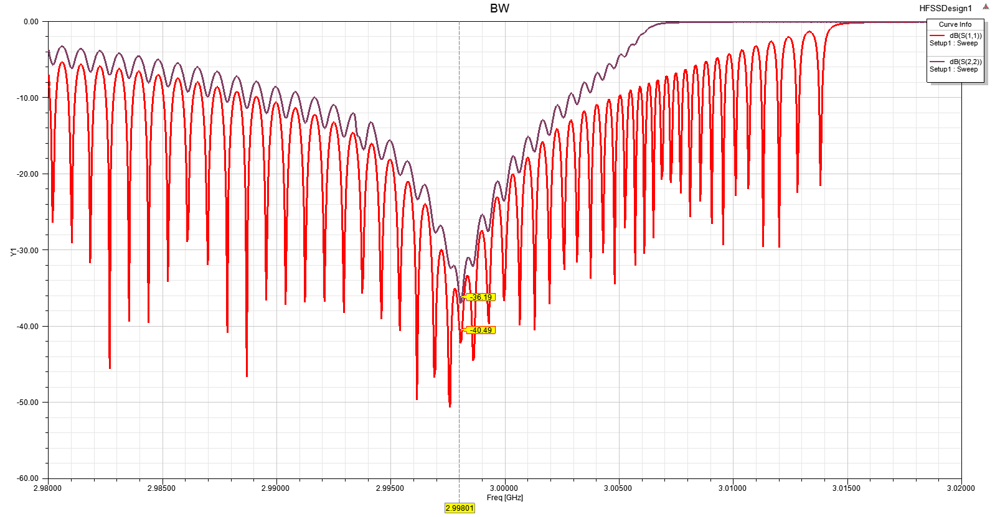 BW
HFSSDesign1
Curve Info
dB(S(1,1))
Setup1 : Sweep
dB(S(2,2))
Setup1 : Sweep
0.00
-10.00
-20.00
-30.00
-40.00
-50.00
-60.00
Y1
-36.19
-40.49
2.98000
2.98500
2.99000
2.99500
3.00000
3.00500
3.01000
3.01500
3.02000
Freq [GHz]
2.99801